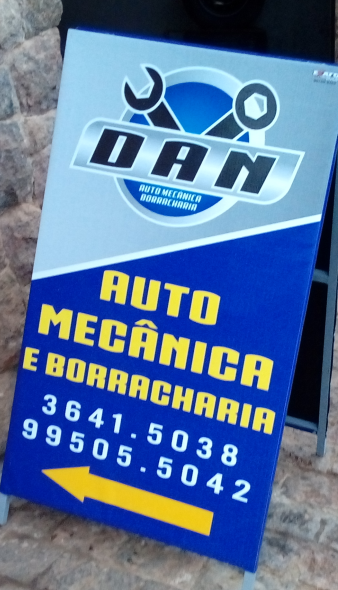 DAN
AUTO MECÂNICA
BORRACHARIA
AUTO
MECÂNICA
E BORRACHARIA
3641.5038
99505.5042